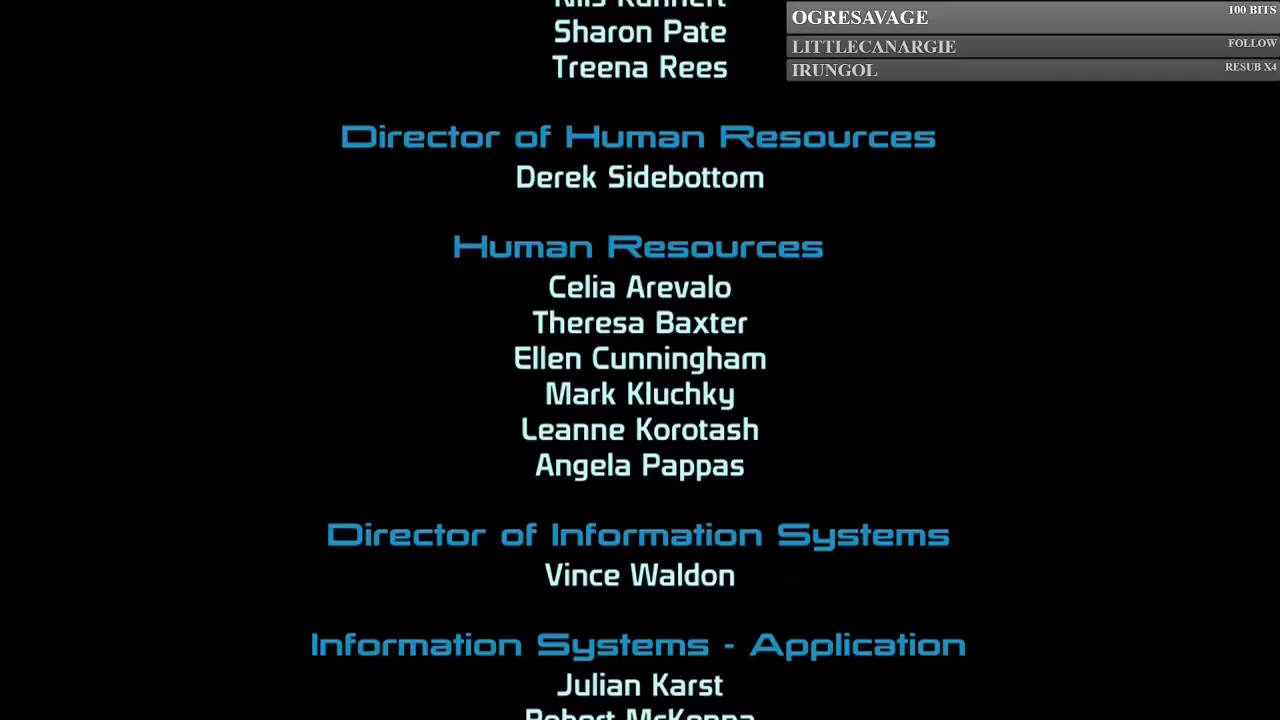 Sharon Pate
Treena Rees
Director of Human Resources
Derek Sidebottom
Human Resources
Celia Arevalo
Theresa Baxter
Ellen Cunningham
Mark Kluchky
Leanne Korotash
Angela Pappas
Director of Information Systems
Vince Waldon
Information Systems - Application
Julian Karst
Robert McKenna
OGRESAVAGE 100 BITS
LITTLECANARGIE FOLLOW
IRUNGOL RESUB X4